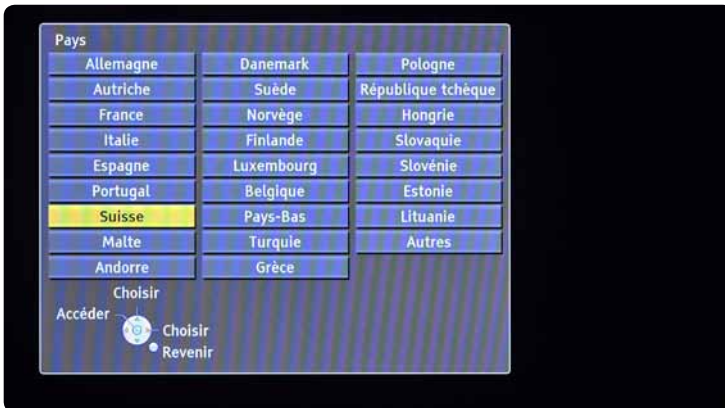 Pays
Allemagne Danemark Pologne
Autriche Suède République tchèque
France Norvège Hongrie
Italie Finlande Slovaquie
Espagne Luxembourg Slovénie
Portugal Belgique Estonie
Suisse Pays-Bas Lituanie
Malte Turquie Autres
Andorre Grèce
Choisir
Accéder
Choisir
Revenir